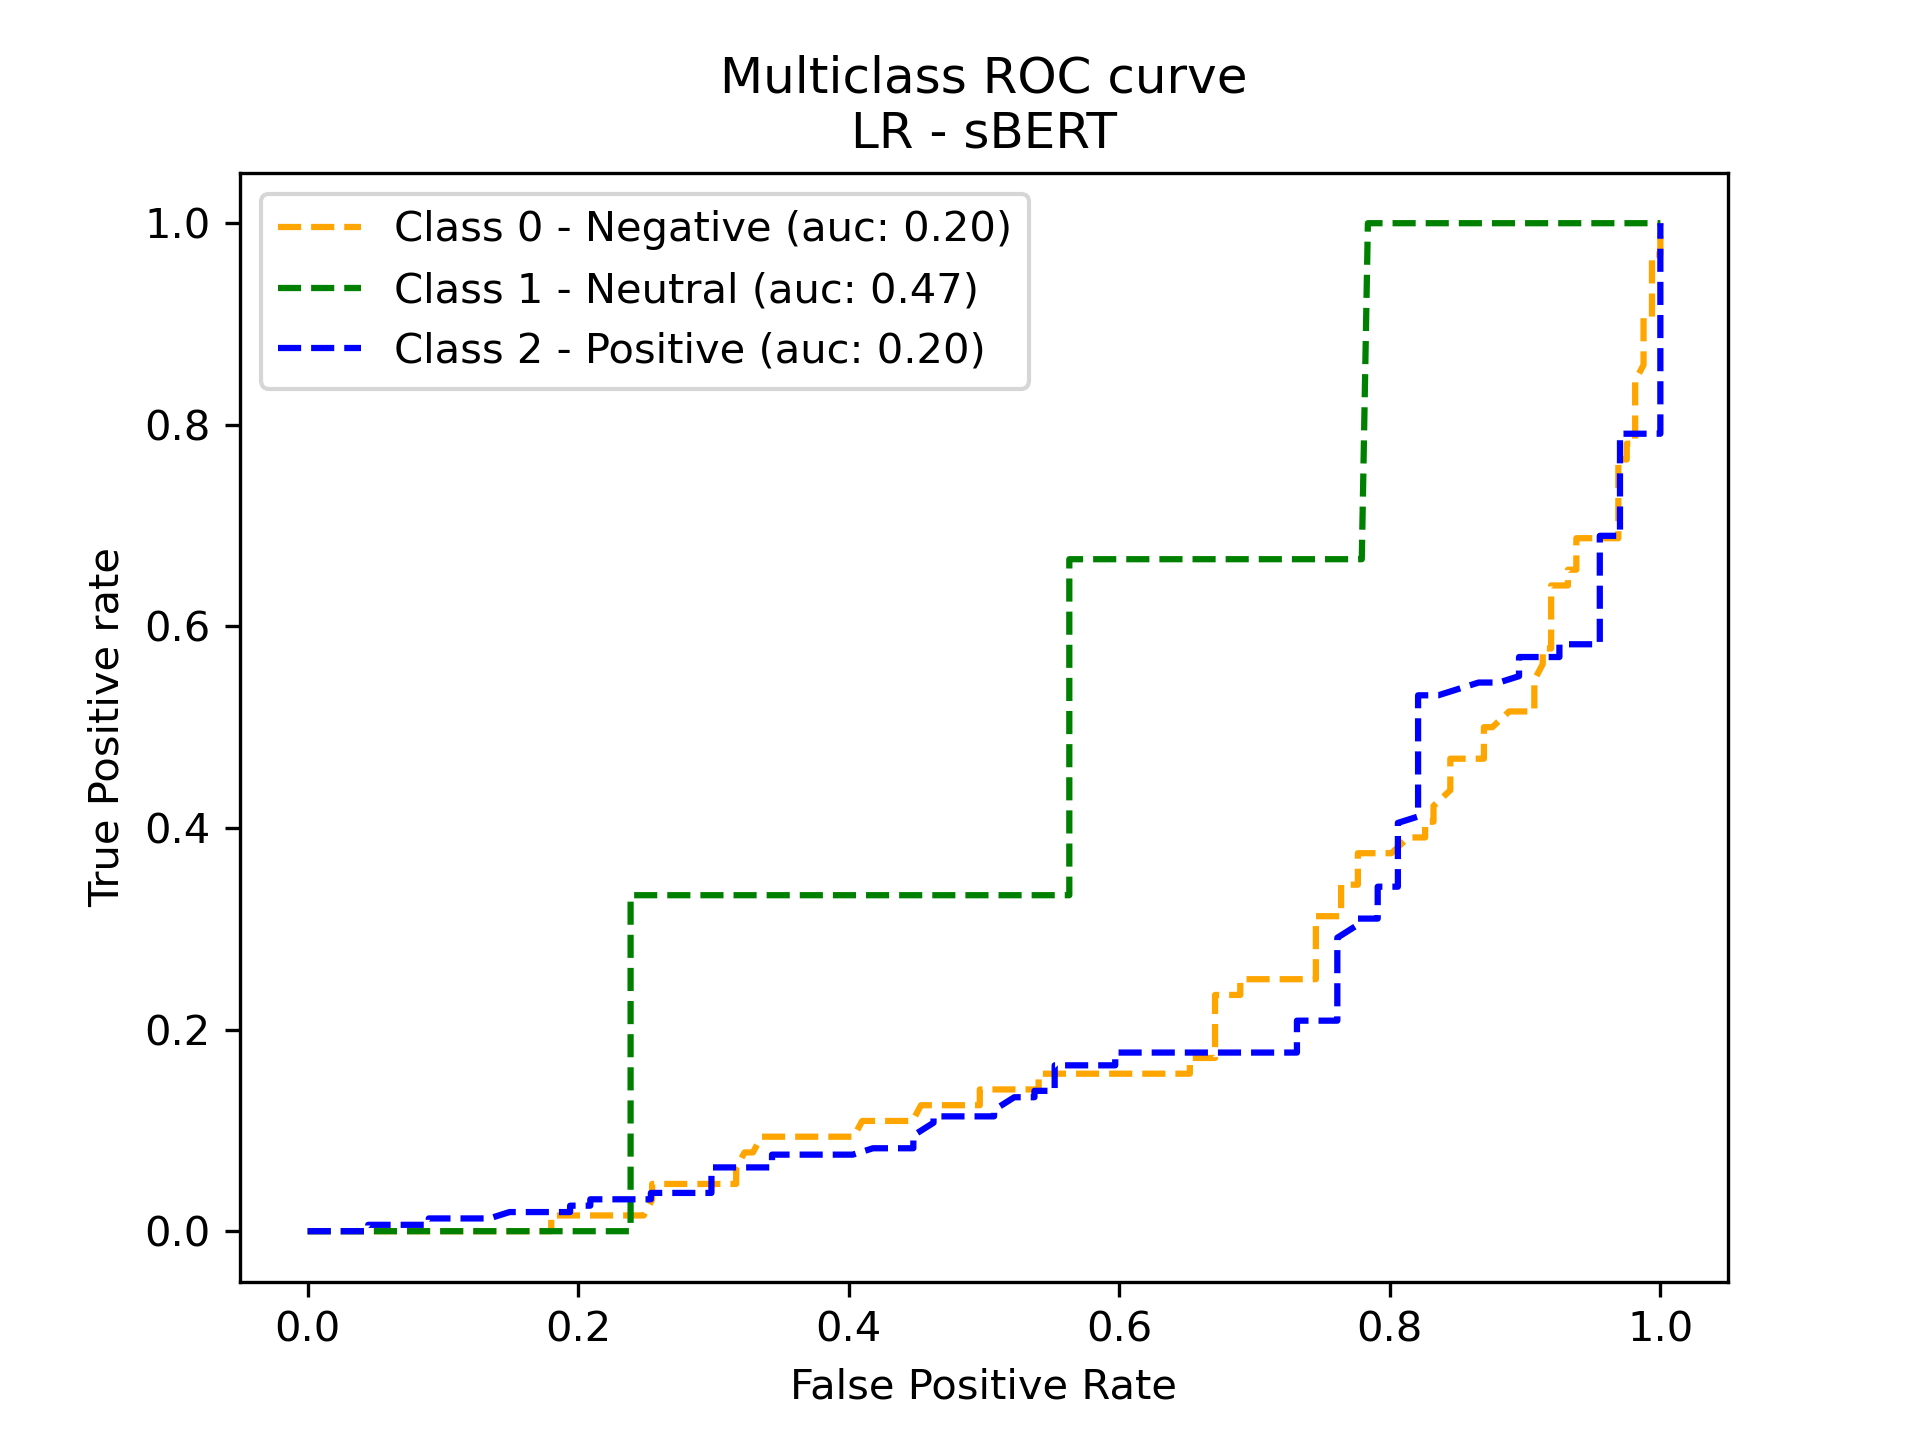 Multiclass ROC curve
LR - sBERT
Class 0 - Negative (auc: 0.20)
Class 1 - Neutral (auc: 0.47)
Class 2 - Positive (auc: 0.20)
True Positive rate
1.0
0.8
0.6
0.4
0.2
0.0
0.0 0.2 0.4 0.6 0.8 1.0
False Positive Rate